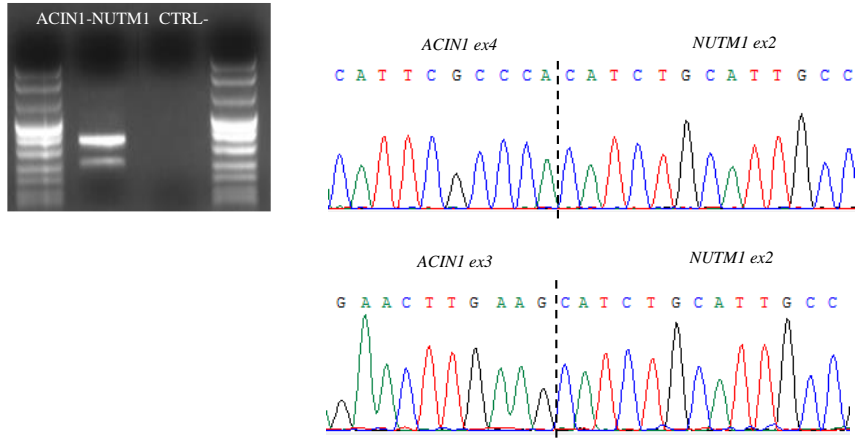 ACIN1-NUTM1 CTRL-
ACIN1 ex4 NUTM1 ex2
C A T T C G C C C A C A T C T G C A T T G C C
ACIN1 ex3 NUTM1 ex2
G A A C T T G A A G C A T C T G C A T T G C C